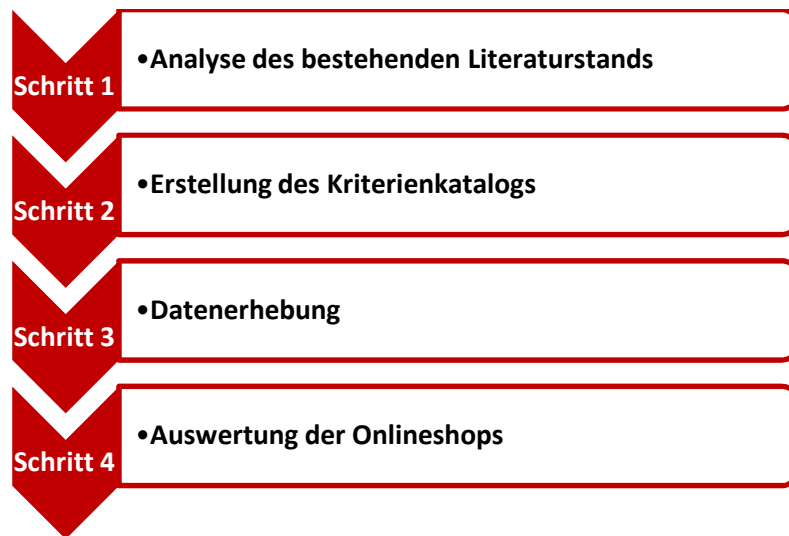 Schritt 1
•Analyse des bestehenden Literaturstands
Schritt 2
•Erstellung des Kriterienkatalogs
Schritt 3
•Datenerhebung
Schritt 4
•Auswertung der Onlineshops